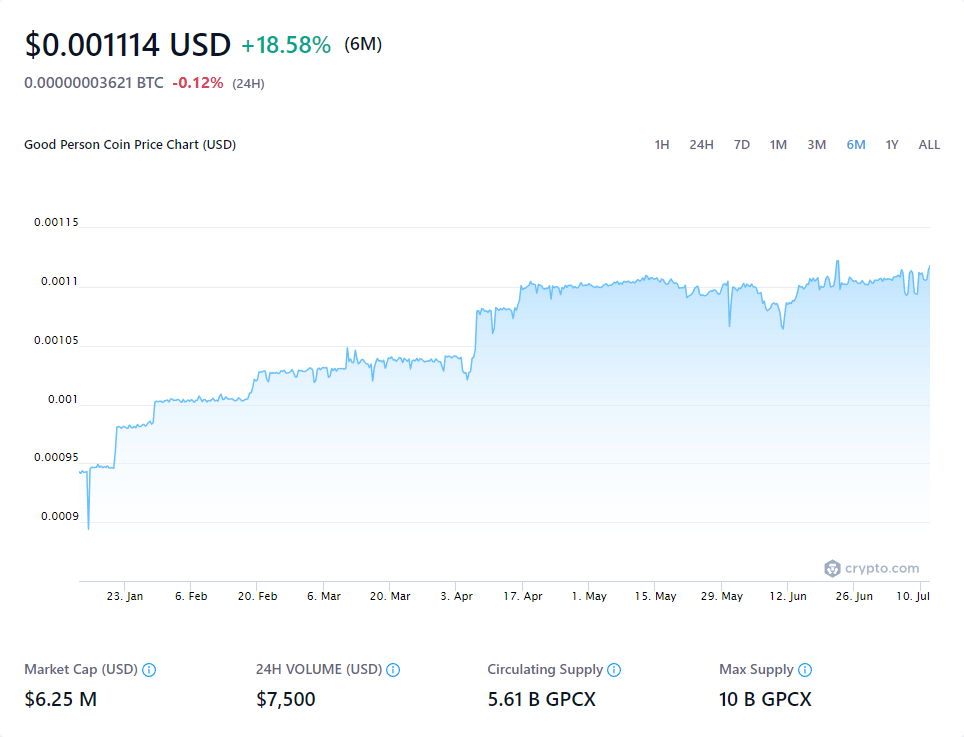 $0.001114 USD +18.58% (6M)
0.00000003621 BTC -0.12% (24H)
Good Person Coin Price Chart (USD) 1H 24H 7D 1M 3M 6M 1Y ALL
0.00115
0.0011
0.00105
0.001
0.00095
0.0009
crypto.com
23. Jan 6. Feb 20. Feb 6. Mar 20. Mar 3. Apr 17. Apr 1. May 15. May 29. May 12. Jun 26. Jun 10. Jul
Market Cap (USD) 24H VOLUME (USD) Circulating Supply Max Supply
$6.25 M $7,500 5.61 B GPCX 10 B GPCX